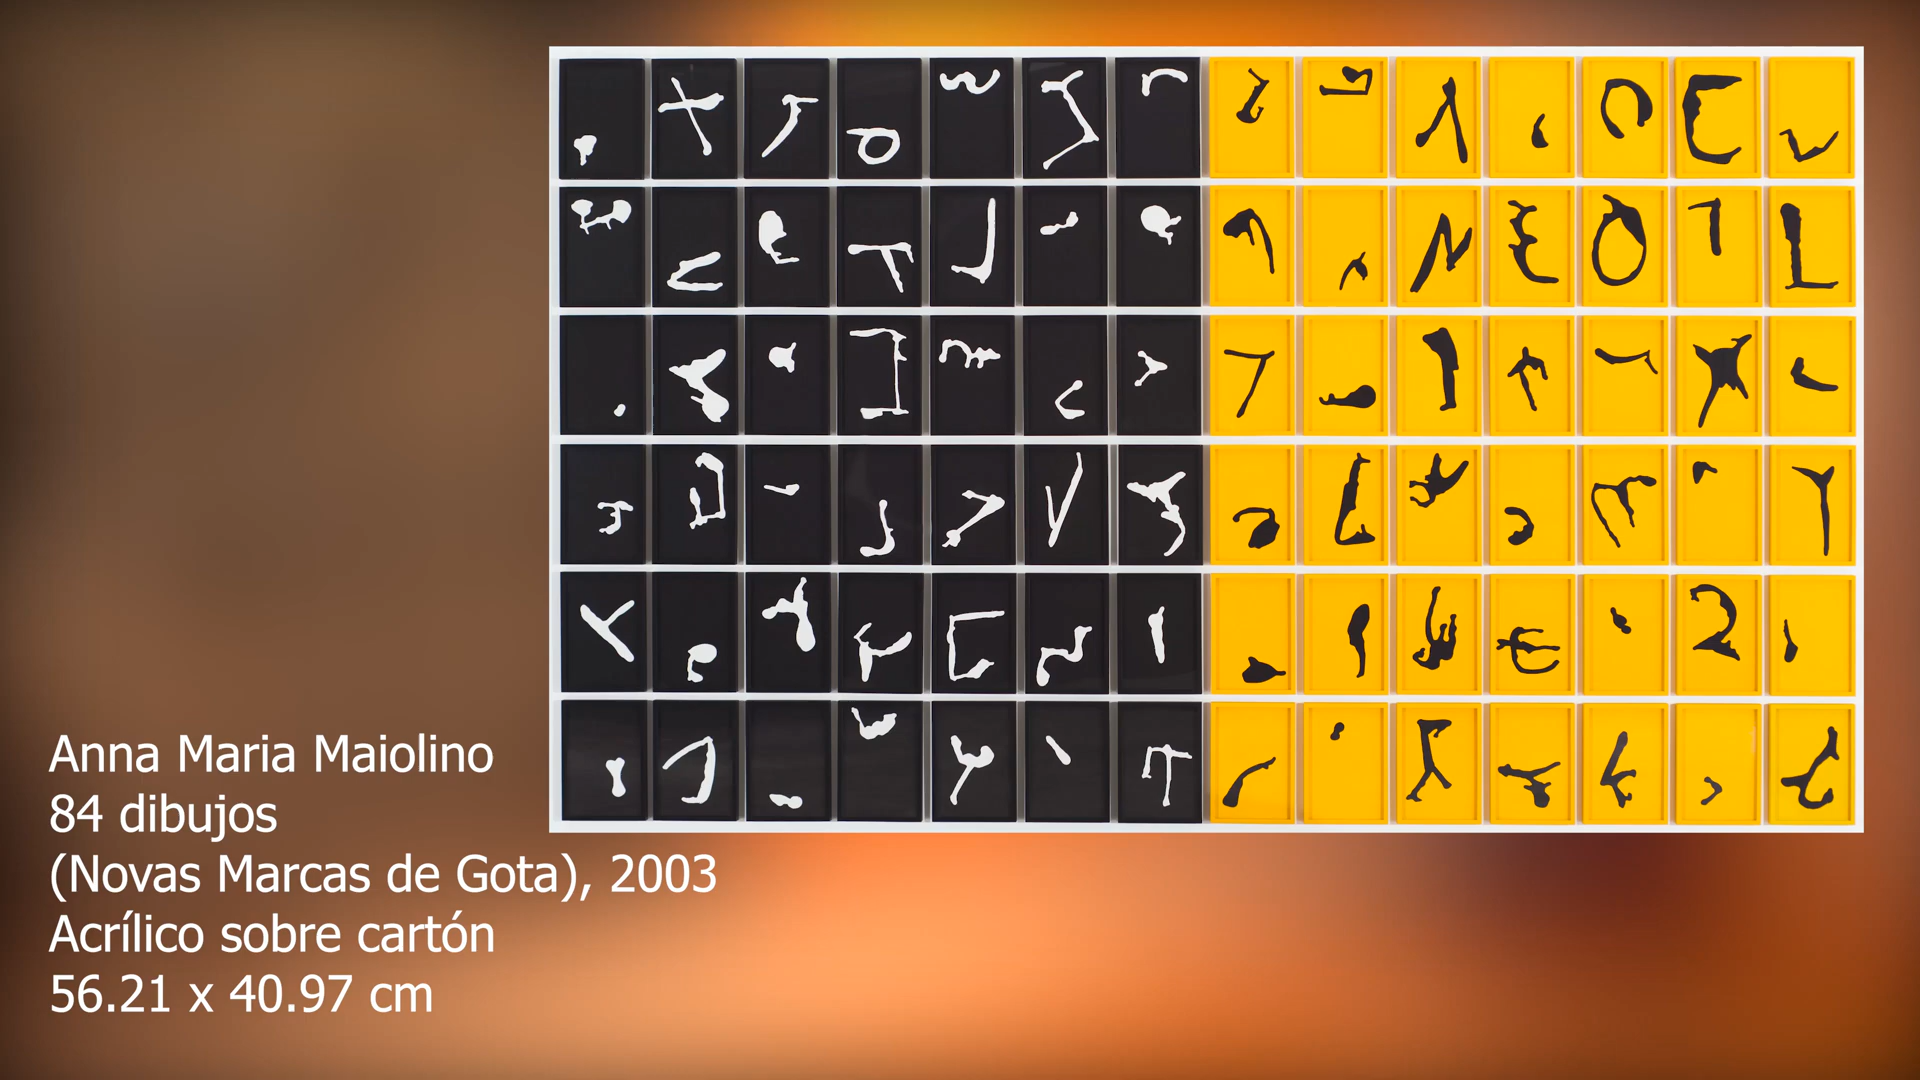 Anna Maria Maiolino
84 dibujos
(Novas Marcas de Gota), 2003
Acrílico sobre cartón
56.21 x 40.97 cm